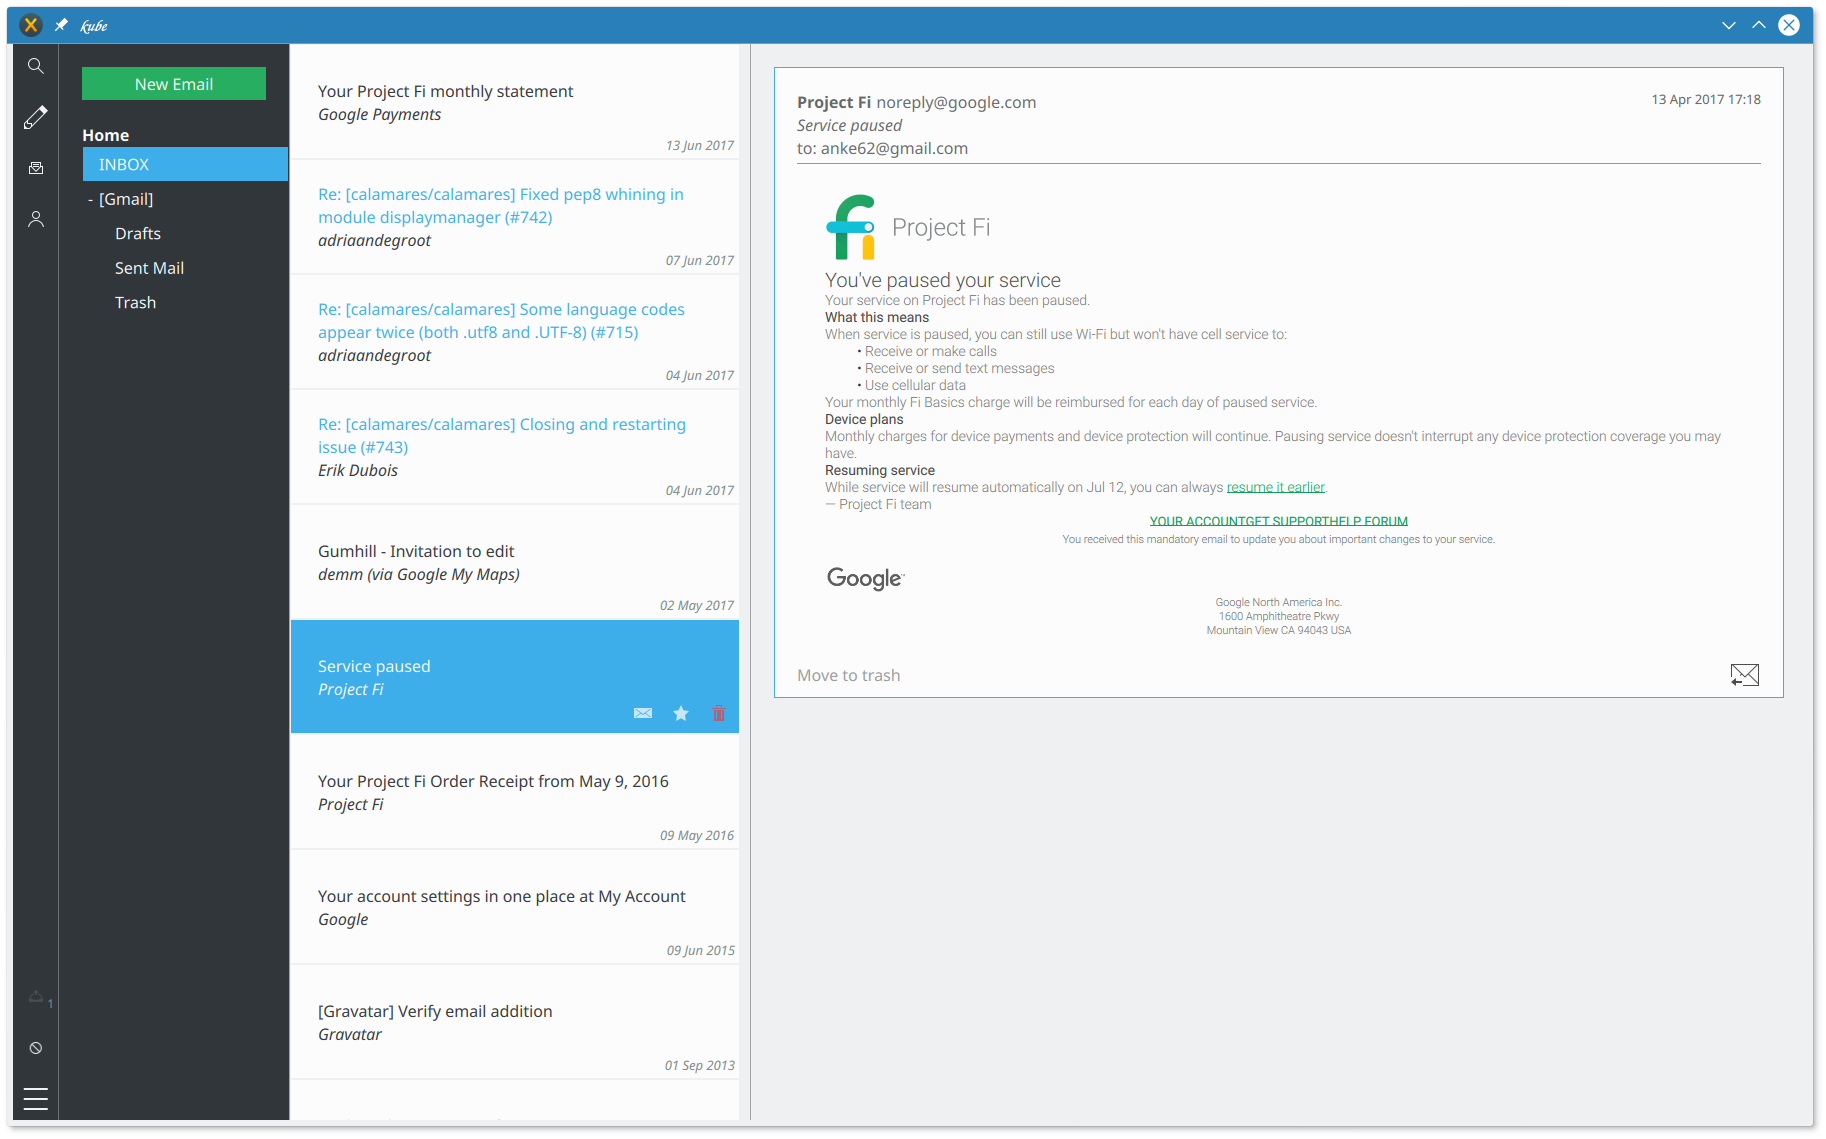 kube
New Email
Home
INBOX
- [Gmail]
Drafts
Sent Mail
Trash
1
Your Project Fi monthly statement
Google Payments
13 Jun 2017
Re: [calamares/calamares] Fixed pep8 whining in
module displaymanager (#742)
adriaandegroot
07 Jun 2017
Re: [calamares/calamares] Some language codes
appear twice (both .utf8 and .UTF-8) (#715)
adriaandegroot
04 Jun 2017
Re: [calamares/calamares] Closing and restarting
issue (#743)
Erik Dubois
04 Jun 2017
Gumhill - Invitation to edit
demm (via Google My Maps)
02 May 2017
Service paused
Project Fi
Your Project Fi Order Receipt from May 9, 2016
Project Fi
09 May 2016
Your account settings in one place at My Account
Google
09 Jun 2015
[Gravatar] Verify email addition
Gravatar
01 Sep 2013
Project Fi noreply@google.com
13 Apr 2017 17:18
Service paused
to: anke62@gmail.com
Project Fi
You've paused your service
Your service on Project Fi has been paused.
What this means
When service is paused, you can still use Wi-Fi but won't have cell service to:
• Receive or make calls
• Receive or send text messages
• Use cellular data
Your monthly Fi Basics charge will be reimbursed for each day of paused service.
Device plans
Monthly charges for device payments and device protection will continue. Pausing service doesn't interrupt any device protection coverage you may
have.
Resuming service
While service will resume automatically on Jul 12, you can always resume it earlier.
— Project Fi team
YOUR ACCOUNTGET SUPPORTHELP FORUM
You received this mandatory email to update you about important changes to your service.
Google™
Google North America Inc.
1600 Amphitheatre Pkwy
Mountain View CA 94043 USA
Move to trash